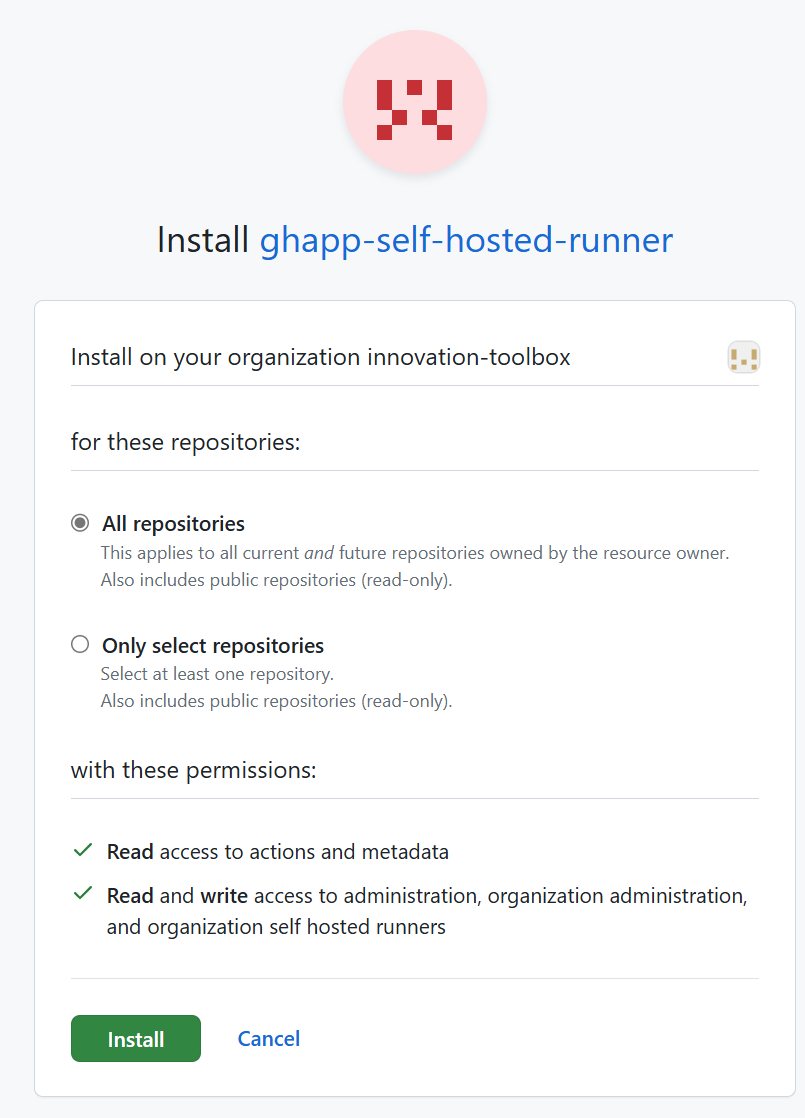 Install ghapp-self-hosted-runner
Install on your organization innovation-toolbox
for these repositories:
All repositories
This applies to all current and future repositories owned by the resource owner.
Also includes public repositories (read-only).
Only select repositories
Select at least one repository.
Also includes public repositories (read-only).
with these permissions:
Read access to actions and metadata
Read and write access to administration, organization administration,
and organization self hosted runners
Install
Cancel